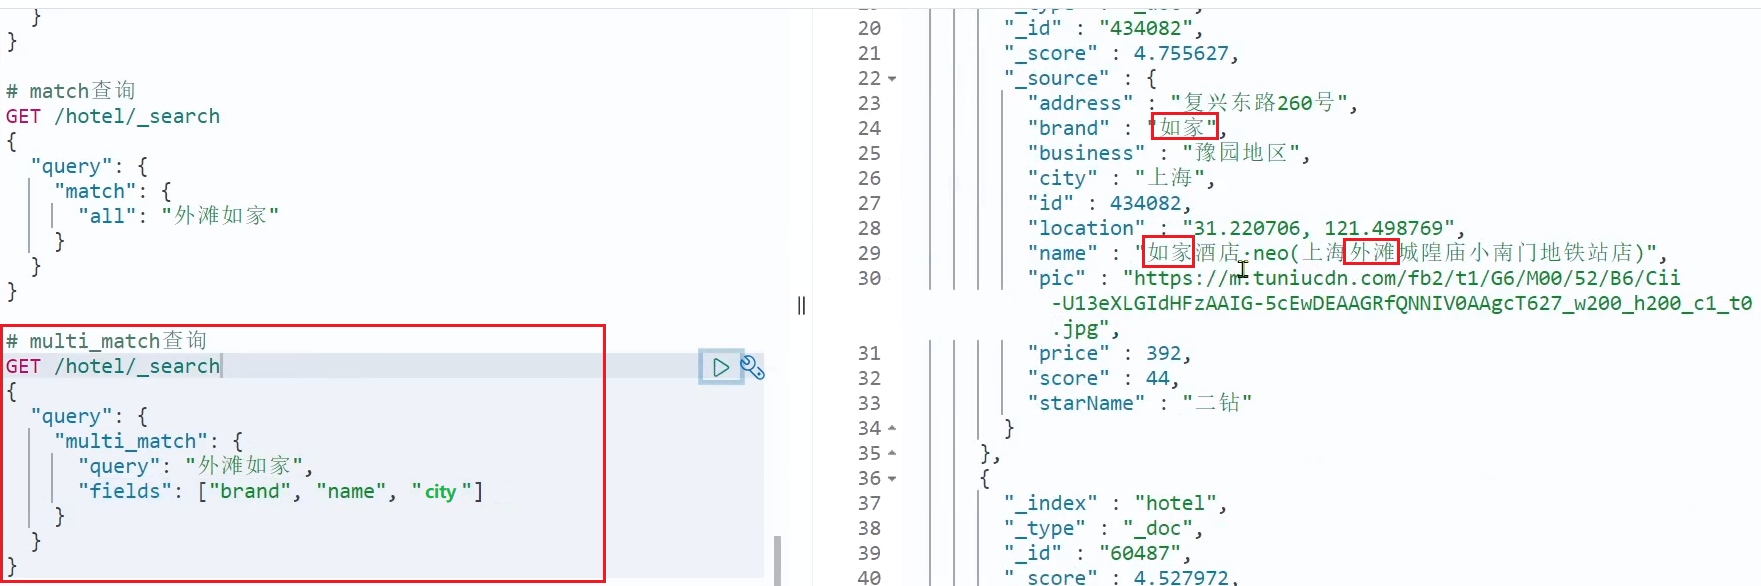 }
}
# match查询
GET /hotel/_search
{
"query": {
"match": {
"all": "外滩如家"
}
}
}
# multi_match查询
GET /hotel/_search
{
"query": {
"multi_match": {
"query": "外滩如家",
"fields": ["brand", "name", "city "]
}
}
}
20 "_id" : "434082",
21 "_score" : 4.755627,
22 "_source" : {
23 "address" : "复兴东路260号",
24 "brand" : "如家",
25 "business" : "豫园地区",
26 "city" : "上海",
27 "id" : 434082,
28 "location" : "31.220706, 121.498769",
29 "name" : "如家酒店·neo(上海外滩城隍庙小南门地铁站店)",
30 "pic" : "https://m.tuniucdn.com/fb2/t1/G6/M00/52/B6/Cii
-U13eXLGIdHFzAAIG-5cEwDEAAGRfQNNIV0AAgcT627_w200_h200_c1_t0
.jpg",
31 "price" : 392,
32 "score" : 44,
33 "starName" : "二钻"
34 }
35 },
36 {
37 "_index" : "hotel",
38 "_type" : "_doc",
39 "_id" : "60487",
40 "_score" : 4.527972,